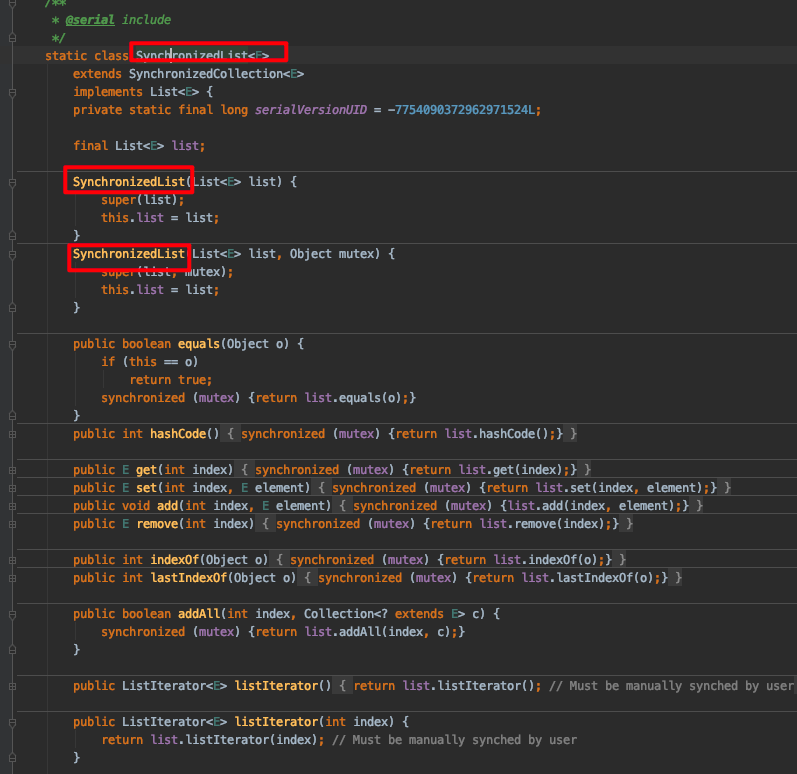 /**
* @serial include
*/
static class SynchronizedList<E>
extends SynchronizedCollection<E>
implements List<E> {
private static final long serialVersionUID = -7754090372962971524L;
final List<E> list;
SynchronizedList(List<E> list) {
super(list);
this.list = list;
}
SynchronizedList(List<E> list, Object mutex) {
super(list, mutex);
this.list = list;
}
public boolean equals(Object o) {
if (this == o)
return true;
synchronized (mutex) {return list.equals(o);}
}
public int hashCode() { synchronized (mutex) {return list.hashCode();} }
public E get(int index) { synchronized (mutex) {return list.get(index);} }
public E set(int index, E element) { synchronized (mutex) {return list.set(index, element);} }
public void add(int index, E element) { synchronized (mutex) {list.add(index, element);} }
public E remove(int index) { synchronized (mutex) {return list.remove(index);} }
public int indexOf(Object o) { synchronized (mutex) {return list.indexOf(o);} }
public int lastIndexOf(Object o) { synchronized (mutex) {return list.lastIndexOf(o);} }
public boolean addAll(int index, Collection<? extends E> c) {
synchronized (mutex) {return list.addAll(index, c);}
}
public ListIterator<E> listIterator() { return list.listIterator(); // Must be manually synched by user
public ListIterator<E> listIterator(int index) {
return list.listIterator(index); // Must be manually synched by user
}